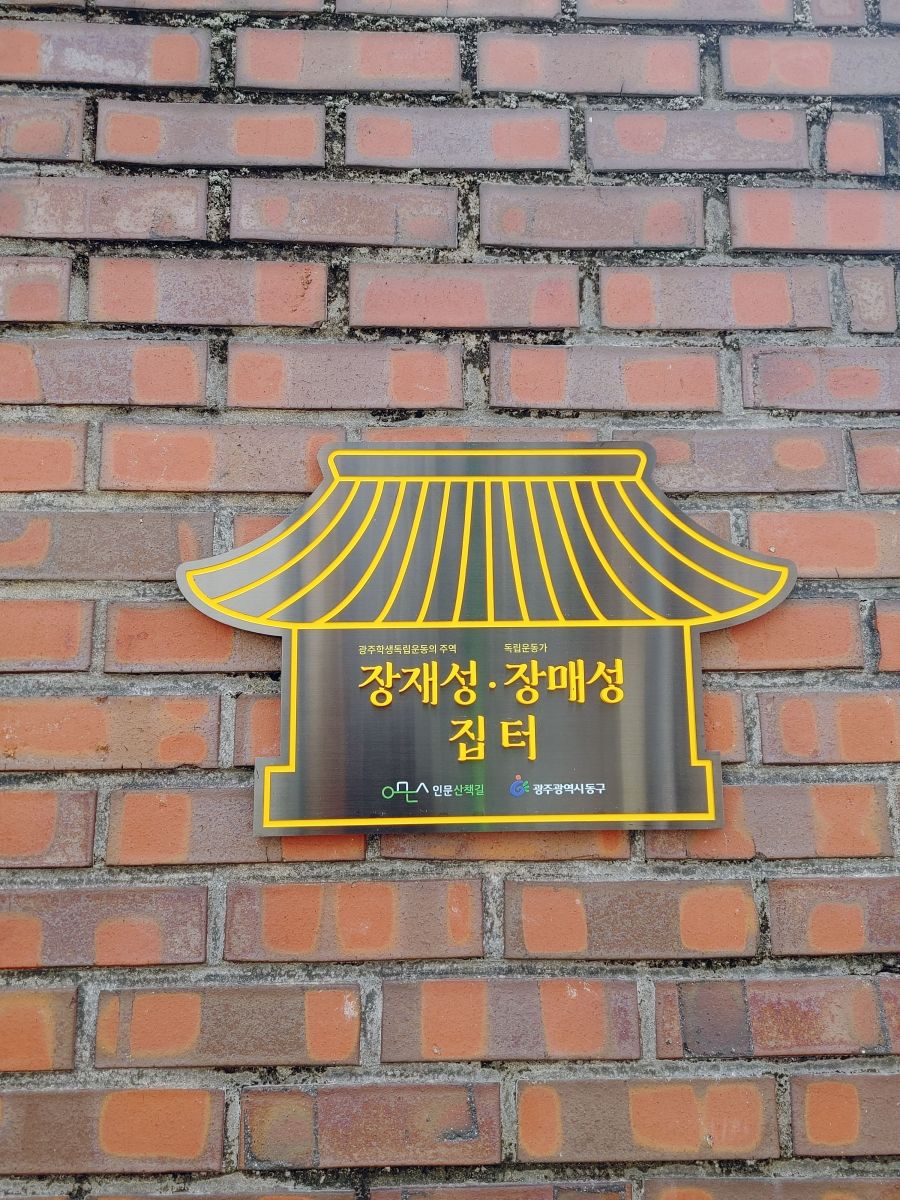 광주학생독립운동의 주역 독립운동가
장재성 · 장매성
집 터
인문산책길 광주광역시동구